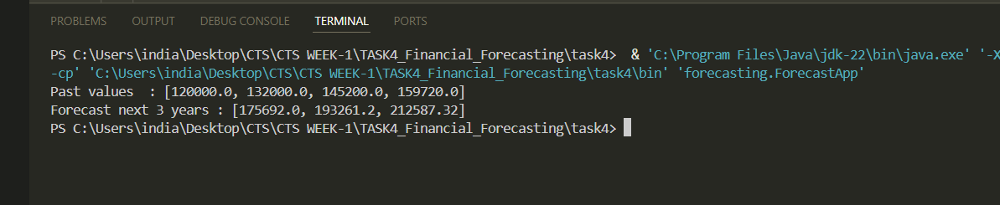 PROBLEMS OUTPUT DEBUG CONSOLE TERMINAL PORTS
PS C:\Users\india\Desktop\CTS\CTS WEEK-1\TASK4_Financial_Forecasting\task4>  & 'C:\Program Files\Java\jdk-22\bin\java.exe' '-X
-cp' 'C:\Users\india\Desktop\CTS\CTS WEEK-1\TASK4_Financial_Forecasting\task4\bin' 'forecasting.ForecastApp'
Past values  : [120000.0, 132000.0, 145200.0, 159720.0]
Forecast next 3 years : [175692.0, 193261.2, 212587.32]
PS C:\Users\india\Desktop\CTS\CTS WEEK-1\TASK4_Financial_Forecasting\task4>